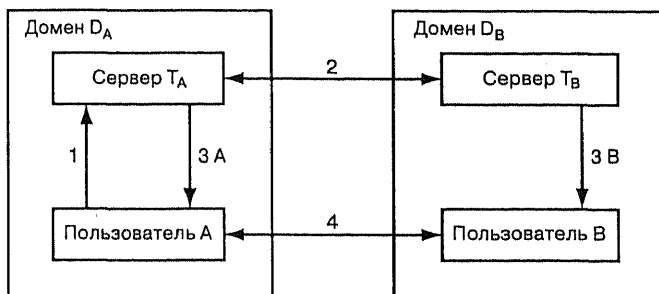 Домен DA
Домен DB
Сервер TA
2
Сервер TB
1
3 A
3 B
Пользователь A
4
Пользователь B